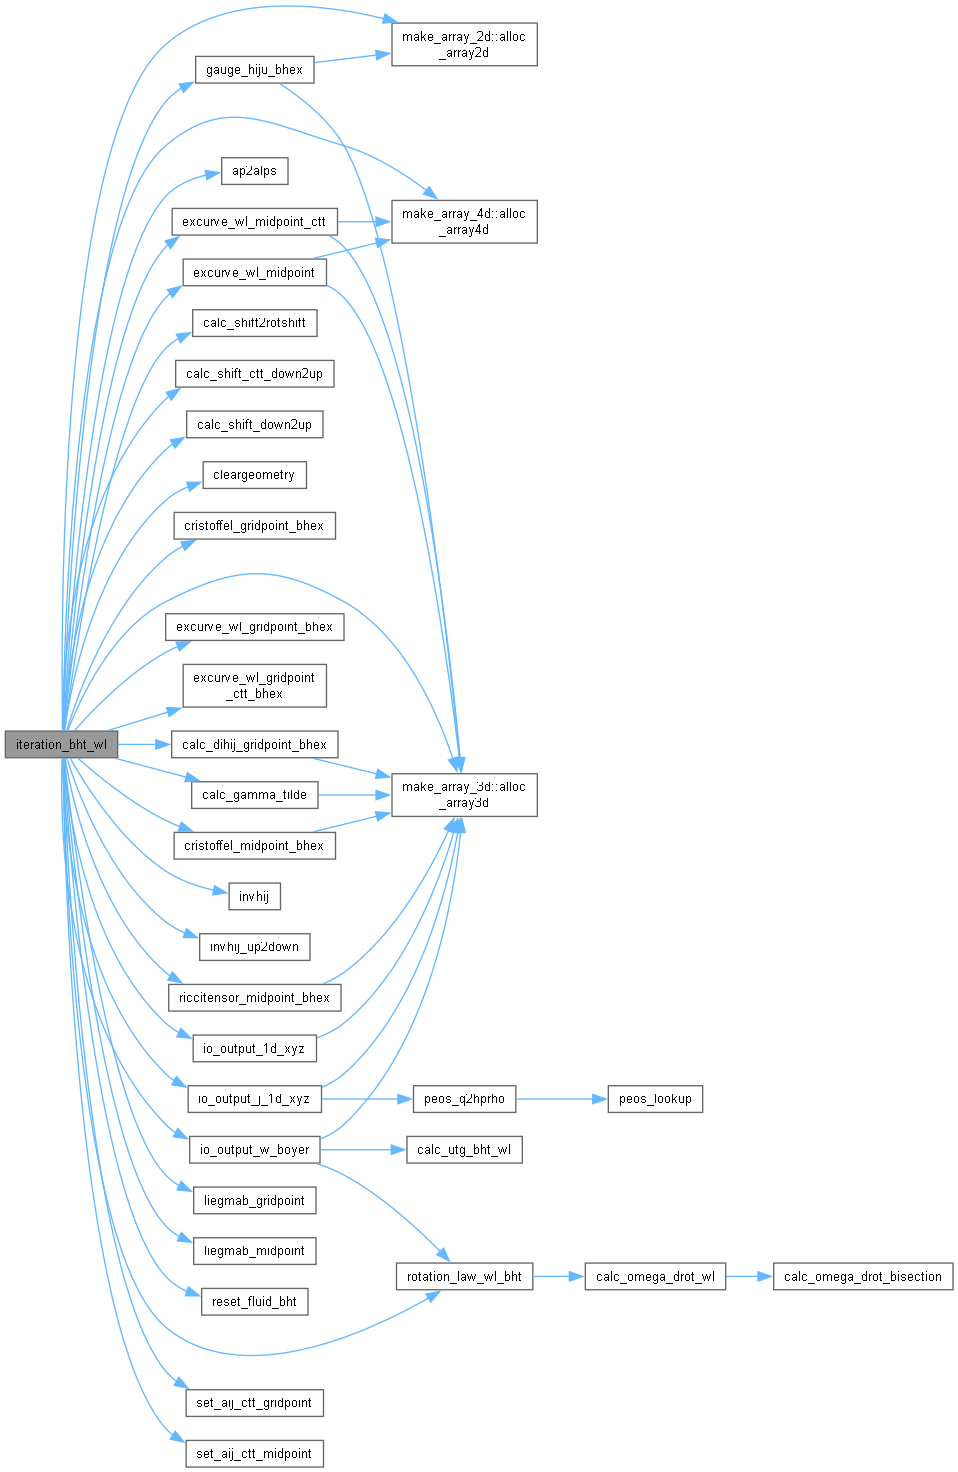 make_array_2d::alloc
_array2d
gauge_hiju_bhex
ap2alps
make_array_4d::alloc
_array4d
excurve_wl_midpoint_ctt
excurve_wl_midpoint
calc_shift2rotshift
calc_shift_ctt_down2up
calc_shift_down2up
cleargeometry
cristoffel_gridpoint_bhex
excurve_wl_gridpoint_bhex
excurve_wl_gridpoint
_ctt_bhex
iteration_bht_wl
calc_dihij_gridpoint_bhex
make_array_3d::alloc
_array3d
calc_gamma_tilde
cristoffel_midpoint_bhex
invhij
invhij_up2down
riccitensor_midpoint_bhex
io_output_1d_xyz
io_output_j_1d_xyz
peos_q2hprho
peos_lookup
io_output_w_boyer
calc_utg_bht_wl
liegmab_gridpoint
liegmab_midpoint
rotation_law_wl_bht
calc_omega_drot_wl
calc_omega_drot_bisection
reset_fluid_bht
set_aij_ctt_gridpoint
set_aij_ctt_midpoint